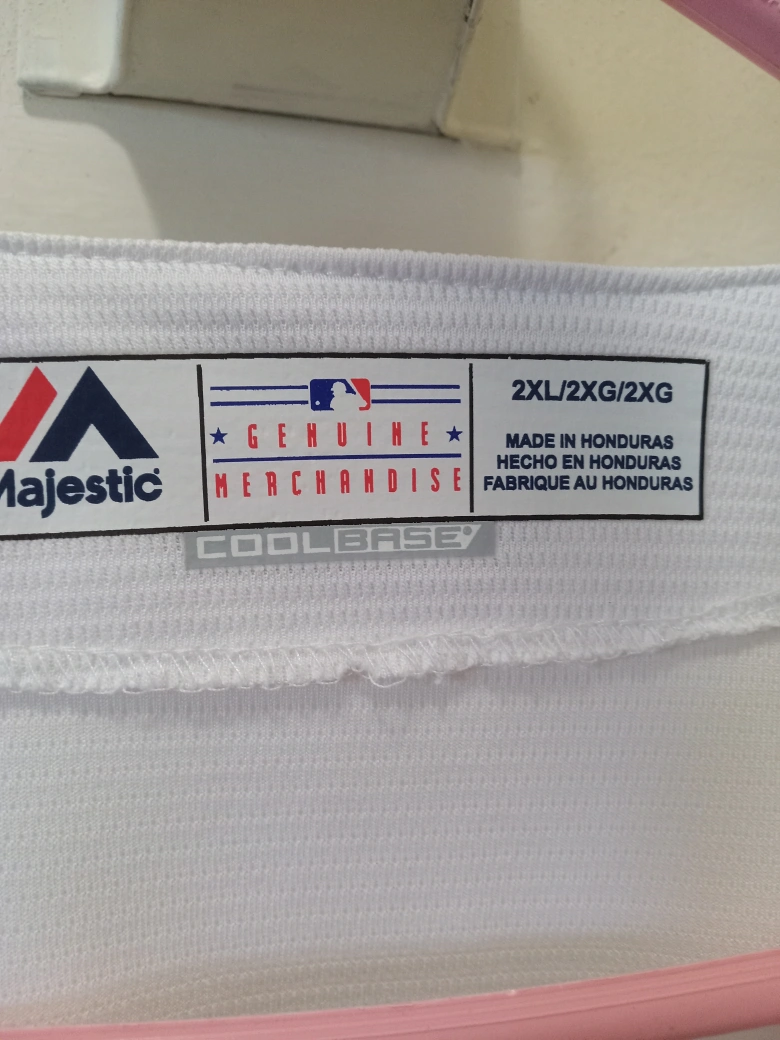 Majestic
GENUINE
MERCHANDISE
2XL/2XG/2XG
MADE IN HONDURAS
HECHO EN HONDURAS
FABRIQUE AU HONDURAS
COOLBASE